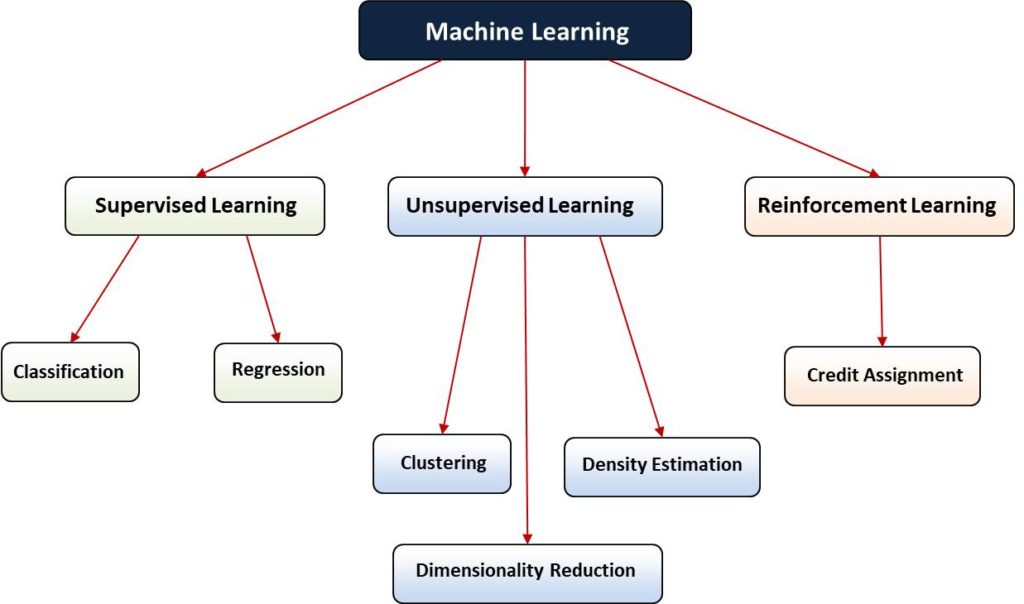 Machine Learning
Supervised Learning
Unsupervised Learning
Reinforcement Learning
Classification
Regression
Credit Assignment
Clustering
Density Estimation
Dimensionality Reduction